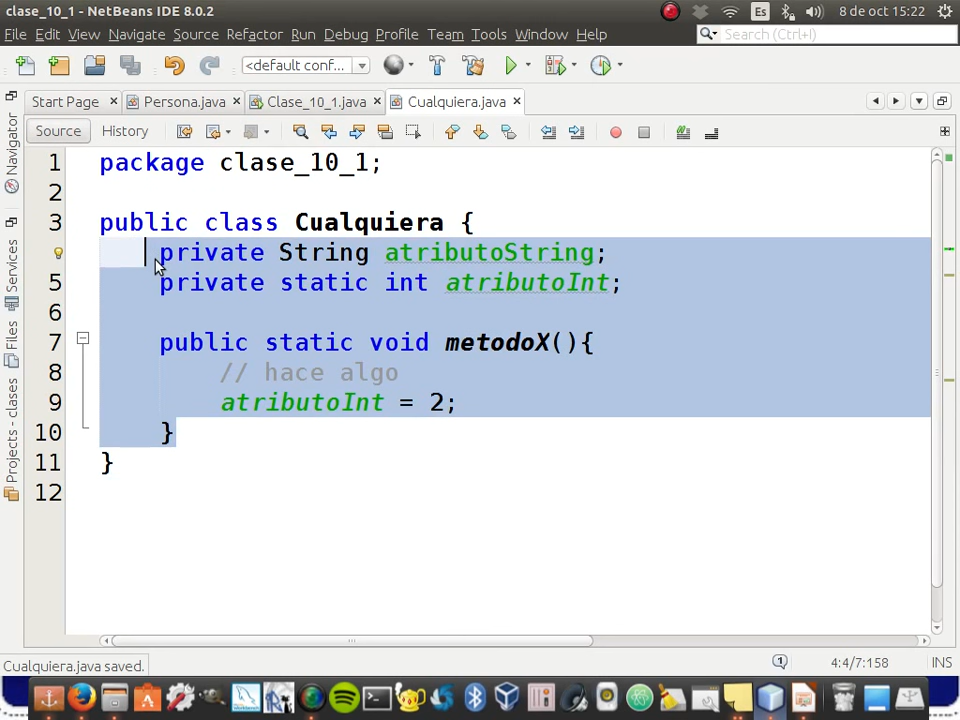 clase_10_1 - NetBeans IDE 8.0.2
Es
8 de oct 15:22
File Edit View Navigate Source Refactor Run Debug Profile Team Tools Window Help
Search (Ctrl+I)
<default conf...
Start Page
Persona.java
Clase_10_1.java
Cualquiera.java
Source
History
Navigator
Services
Files
Projects - clases
1 package clase_10_1;
2
3 public class Cualquiera {
private String atributoString;
5 private static int atributoInt;
6
7 public static void metodoX(){
8 // hace algo
9 atributoInt = 2;
10 }
11 }
12
Cualquiera.java saved.
1
4:4/7:158
INS